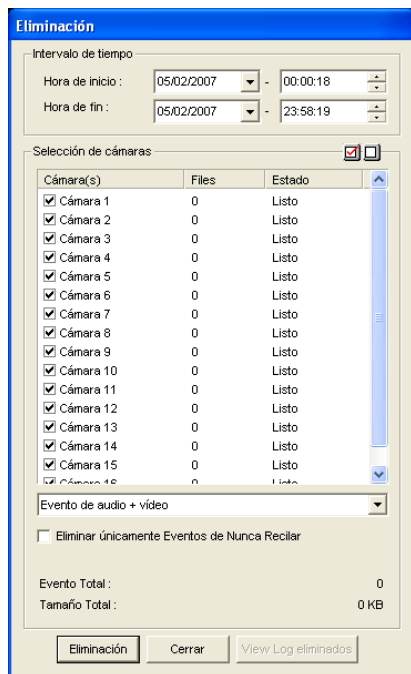 Eliminación
Intervalo de tiempo
Hora de inicio : 05/02/2007 - 00:00:18
Hora de fin : 05/02/2007 - 23:58:19
Selección de cámaras
Cámara(s) Files Estado
Cámara 1 0 Listo
Cámara 2 0 Listo
Cámara 3 0 Listo
Cámara 4 0 Listo
Cámara 5 0 Listo
Cámara 6 0 Listo
Cámara 7 0 Listo
Cámara 8 0 Listo
Cámara 9 0 Listo
Cámara 10 0 Listo
Cámara 11 0 Listo
Cámara 12 0 Listo
Cámara 13 0 Listo
Cámara 14 0 Listo
Cámara 15 0 Listo
Cámara 16 0 Listo
Evento de audio + vídeo
Eliminar únicamente Eventos de Nunca Recilar
Evento Total : 0
Tamaño Total : 0 KB
Eliminación Cerrar View Log eliminados